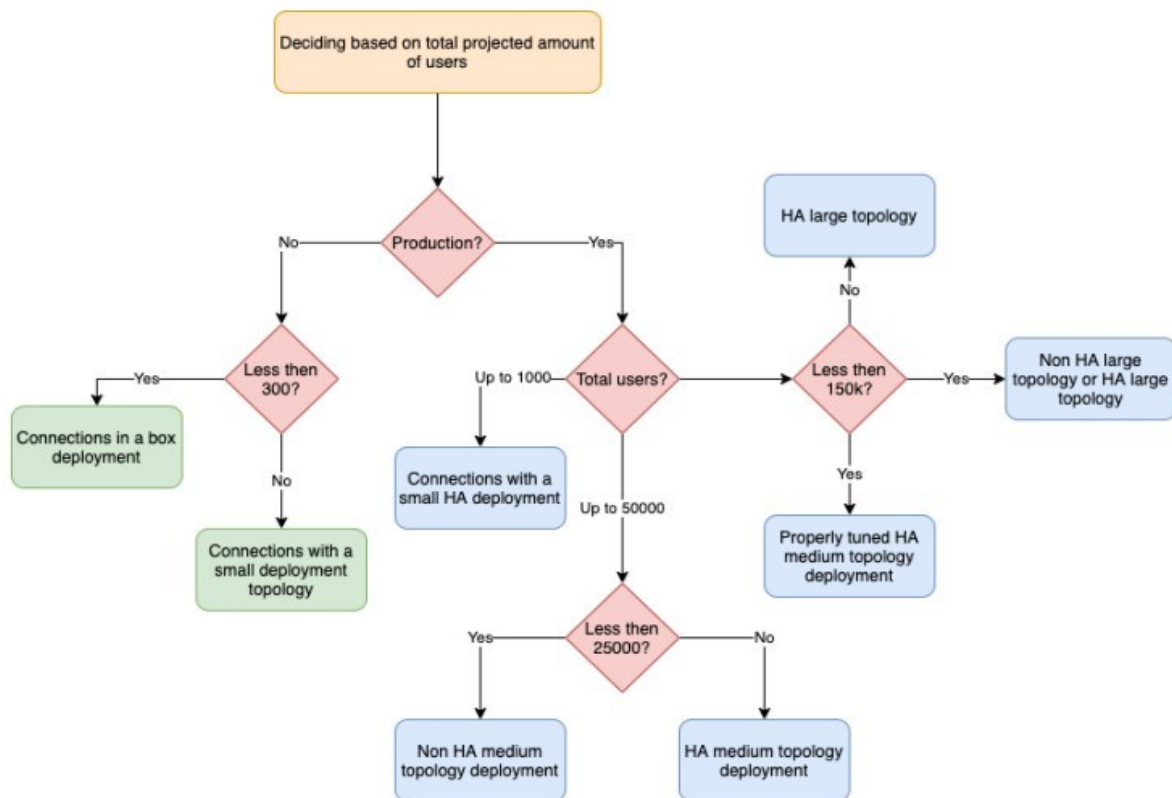 Deciding based on total projected amount
of users
HA large topology
Production?
No
Yes
No
Less then
300?
Total users?
Less then
150k?
Non HA large
topology or HA large
topology
Yes
Up to 1000
Yes
Connections in a box
deployment
Connections with a
small HA deployment
No
Yes
Up to 50000
Properly tuned HA
medium topology
deployment
Connections with a
small deployment
topology
Less then
25000?
Yes
No
Non HA medium
topology deployment
HA medium topology
deployment